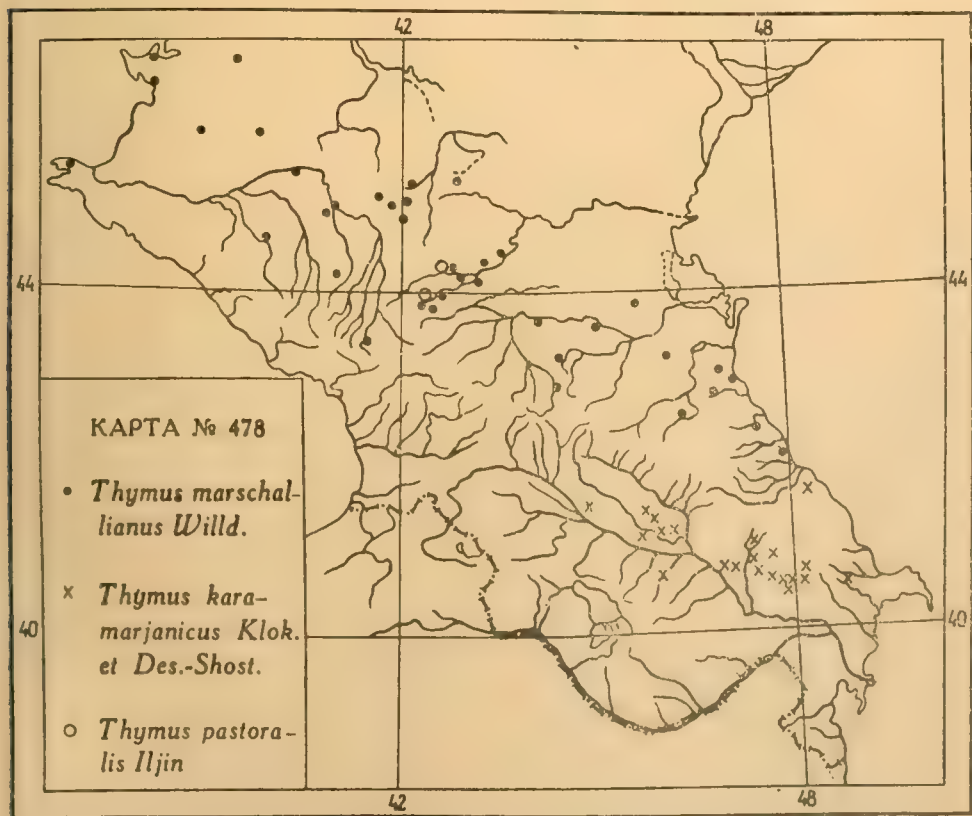 42 48
44 44
КАРТА № 478
• Thymus marschal-
lianus Willd.
× Thymus kara-
marjanicus Klok.
et Des.-Shost.
○ Thymus pastora-
lis Iljin
40 40
42 48